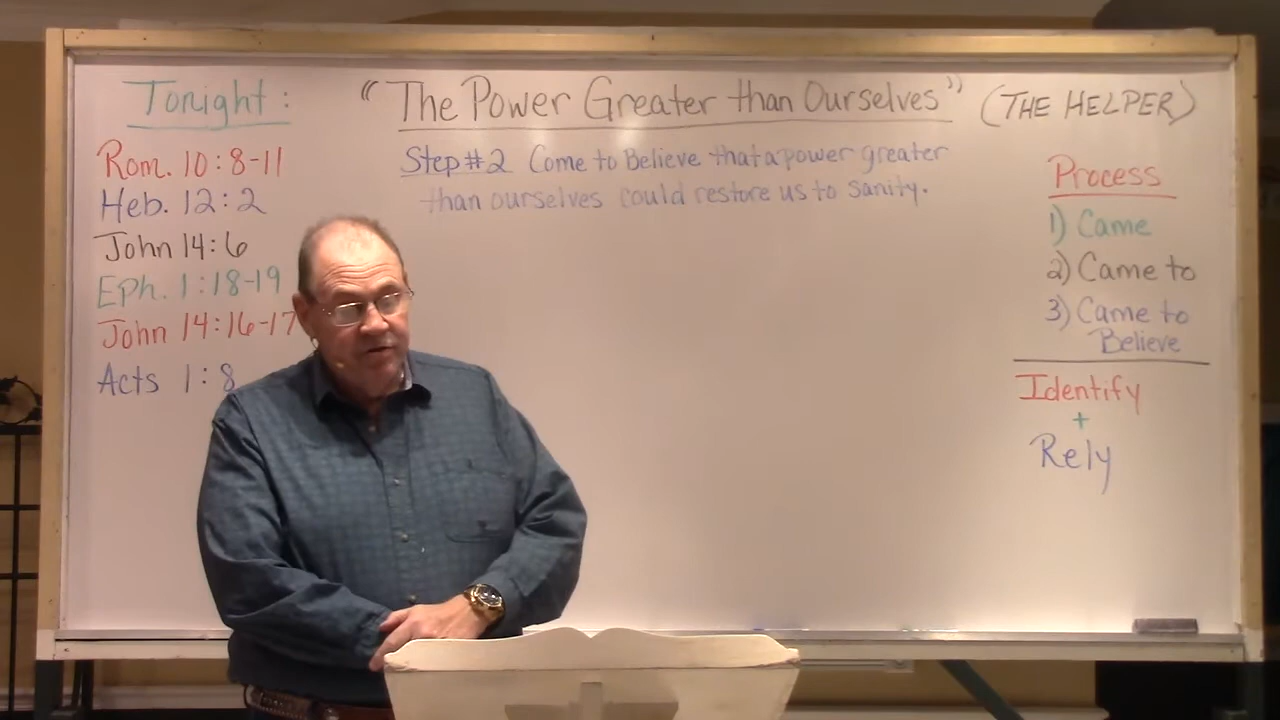 Tonight:
Rom. 10:8-11
Heb. 12:2
John 14:6
Eph. 1:18-19
John 14:16-17
Acts 1:8
"The Power Greater than Ourselves" (THE HELPER)
Step #2 Come to Believe that a power greater
than ourselves could restore us to sanity.
Process
1) Came
2) Came to
3) Came to
Believe
Identify
+
Rely